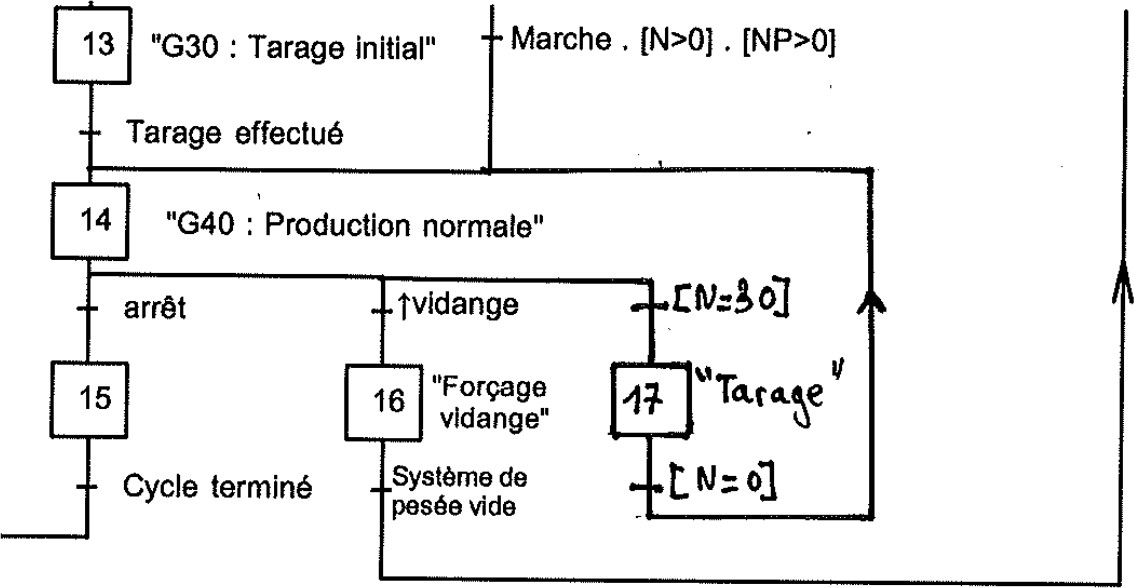 13
"G30 : Tarage initial"
Marche . [N>0] . [NP>0]
Tarage effectué
14
"G40 : Production normale"
arrêt
↑vidange
[N=30]
15
16
"Forçage
vidange"
17
"Tarage"
Cycle terminé
Système de
pesée vide
[N=0]